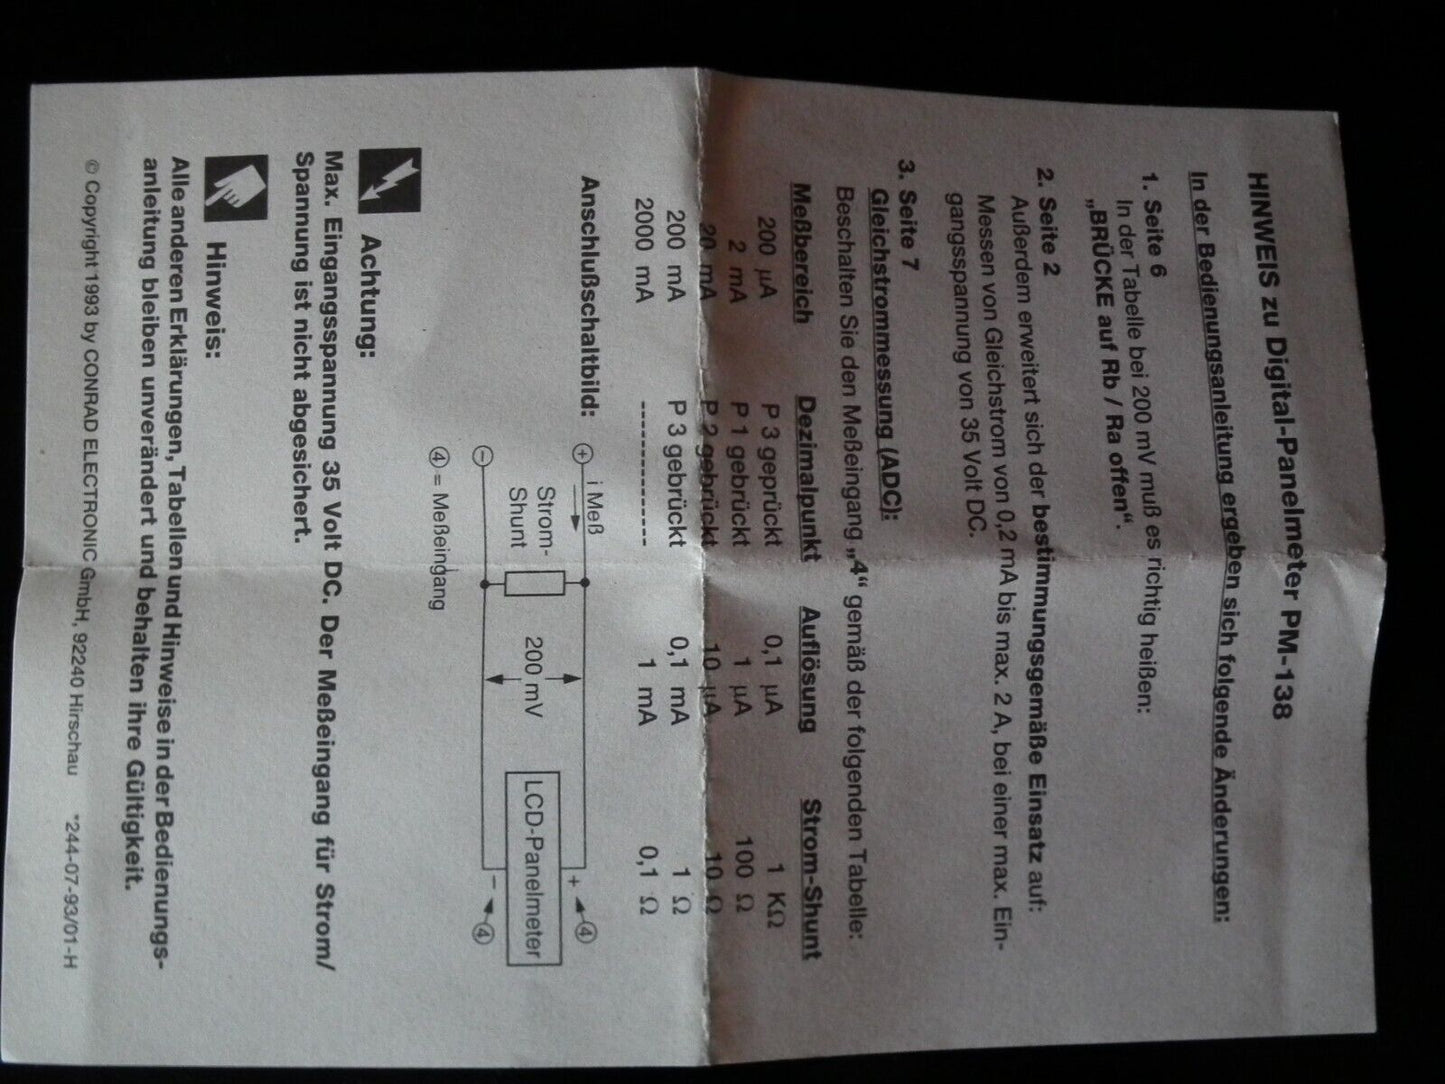 HINWEIS zu Digital-Panelmeter PM-138
In der Bedienungsanleitung ergeben sich folgende Änderungen:
1. Seite 6
In der Tabelle bei 200 mV muß es richtig heißen:
„BRÜCKE auf Rb / Ra offen“.
2. Seite 2
Außerdem erweitert sich der bestimmungsgemäße Einsatz auf:
Messen von Gleichstrom von 0,2 mA bis max. 2 A, bei einer max. Ein-
gangsspannung von 35 Volt DC.
3. Seite 7
Gleichstrommessung (ADC):
Beschalten Sie den Meßeingang „4“ gemäß der folgenden Tabelle:
Meßbereich Dezimalpunkt Auflösung Strom-Shunt
200 µA P 3 geprückt 0,1 µA 1 KΩ
2 mA P 1 gebrückt 1 µA 100 Ω
20 mA P 2 gebrückt 10 µA 10 Ω
200 mA P 3 gebrückt 0,1 mA 1 Ω
2000 mA ------------- 1 mA 0,1 Ω
Anschlußschaltbild:
+ i Meß + ④
Strom-
Shunt 200 mV LCD-Panelmeter
− − ④
④ = Meßeingang
Achtung:
Max. Eingangsspannung 35 Volt DC. Der Meßeingang für Strom/
Spannung ist nicht abgesichert.
Hinweis:
Alle anderen Erklärungen, Tabellen und Hinweise in der Bedienungs-
anleitung bleiben unverändert und behalten ihre Gültigkeit.
© Copyright 1993 by CONRAD ELECTRONIC GmbH, 92240 Hirschau *244-07-93/01-H